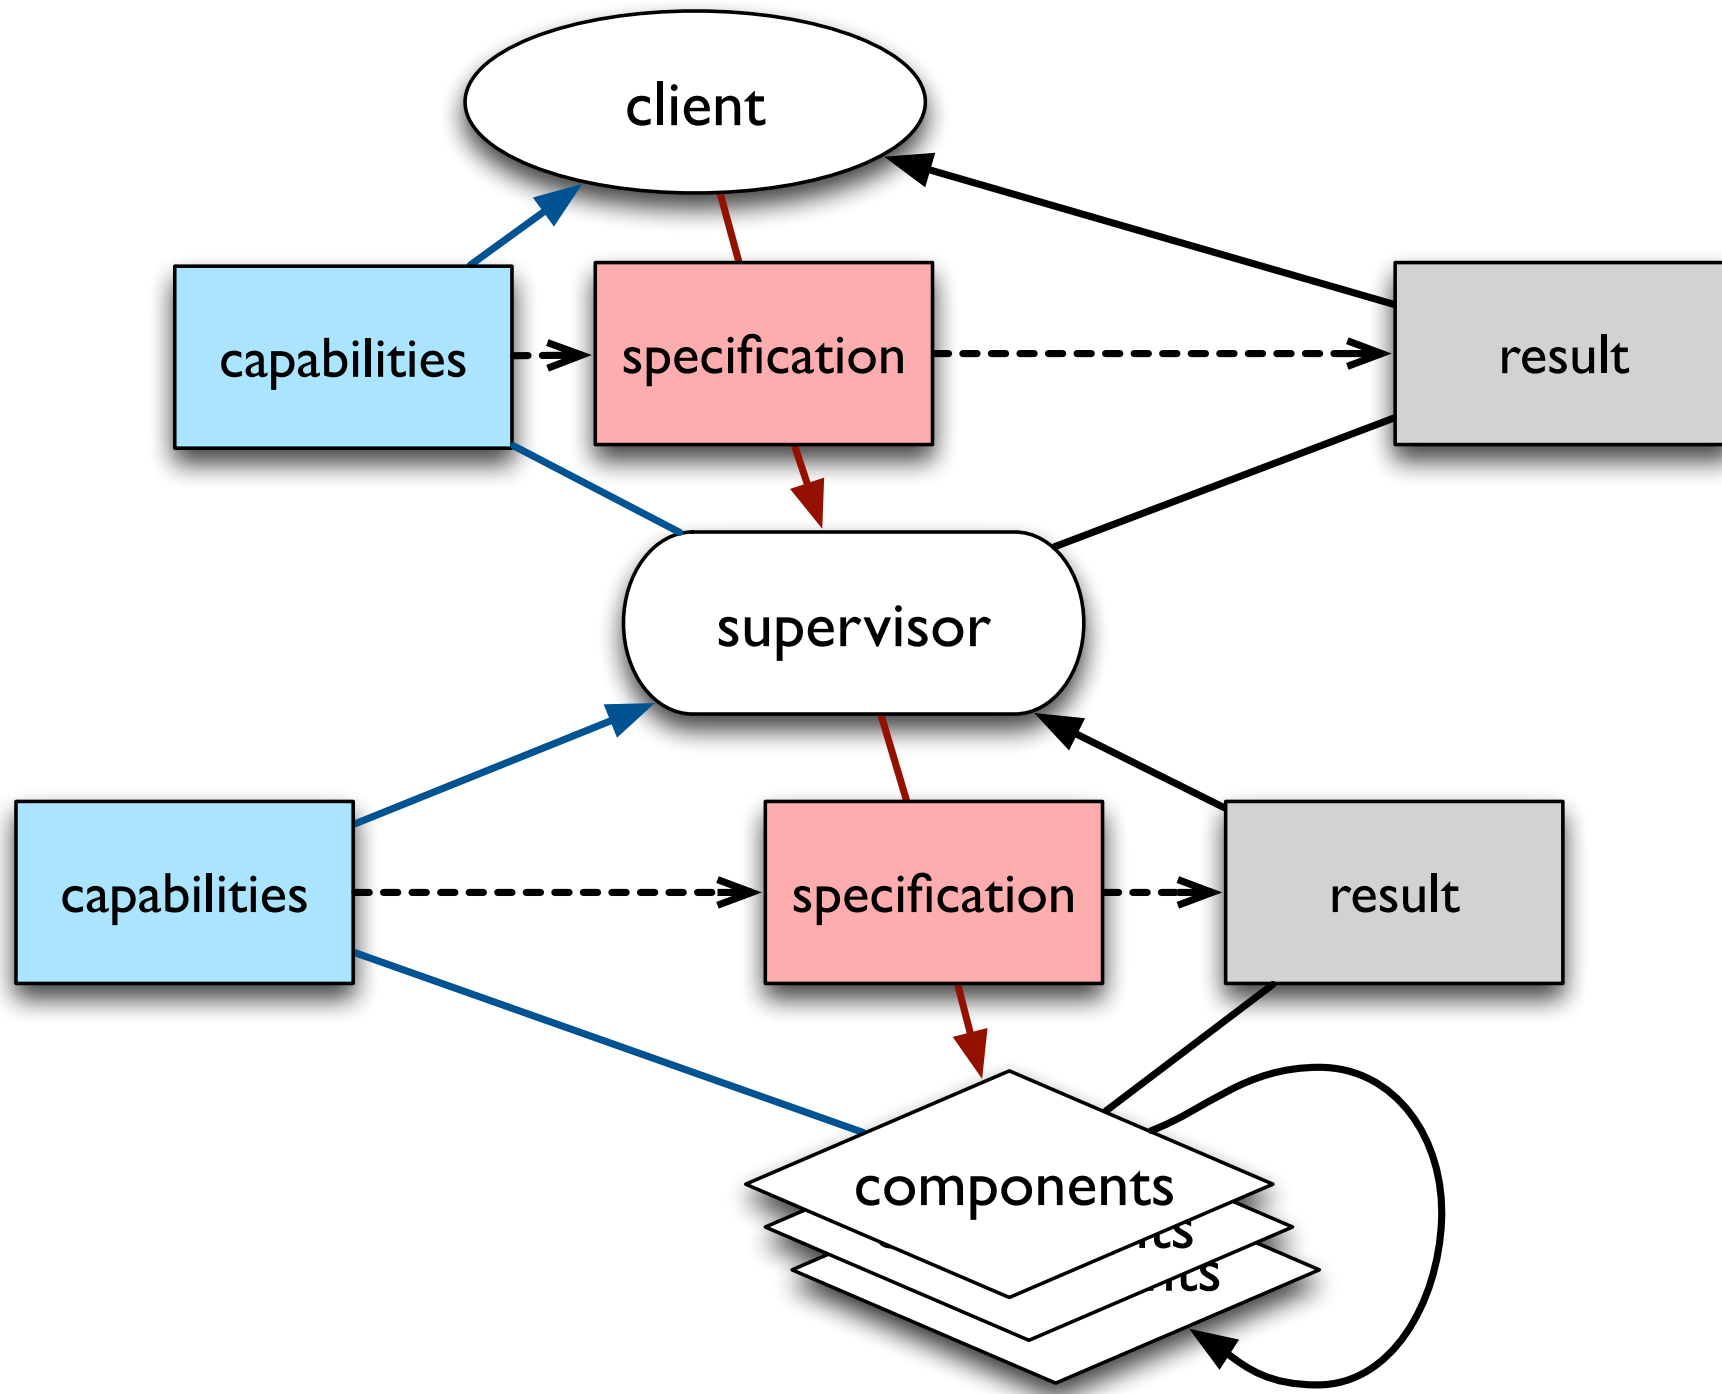 client
capabilities
specification
result
supervisor
capabilities
specification
result
components